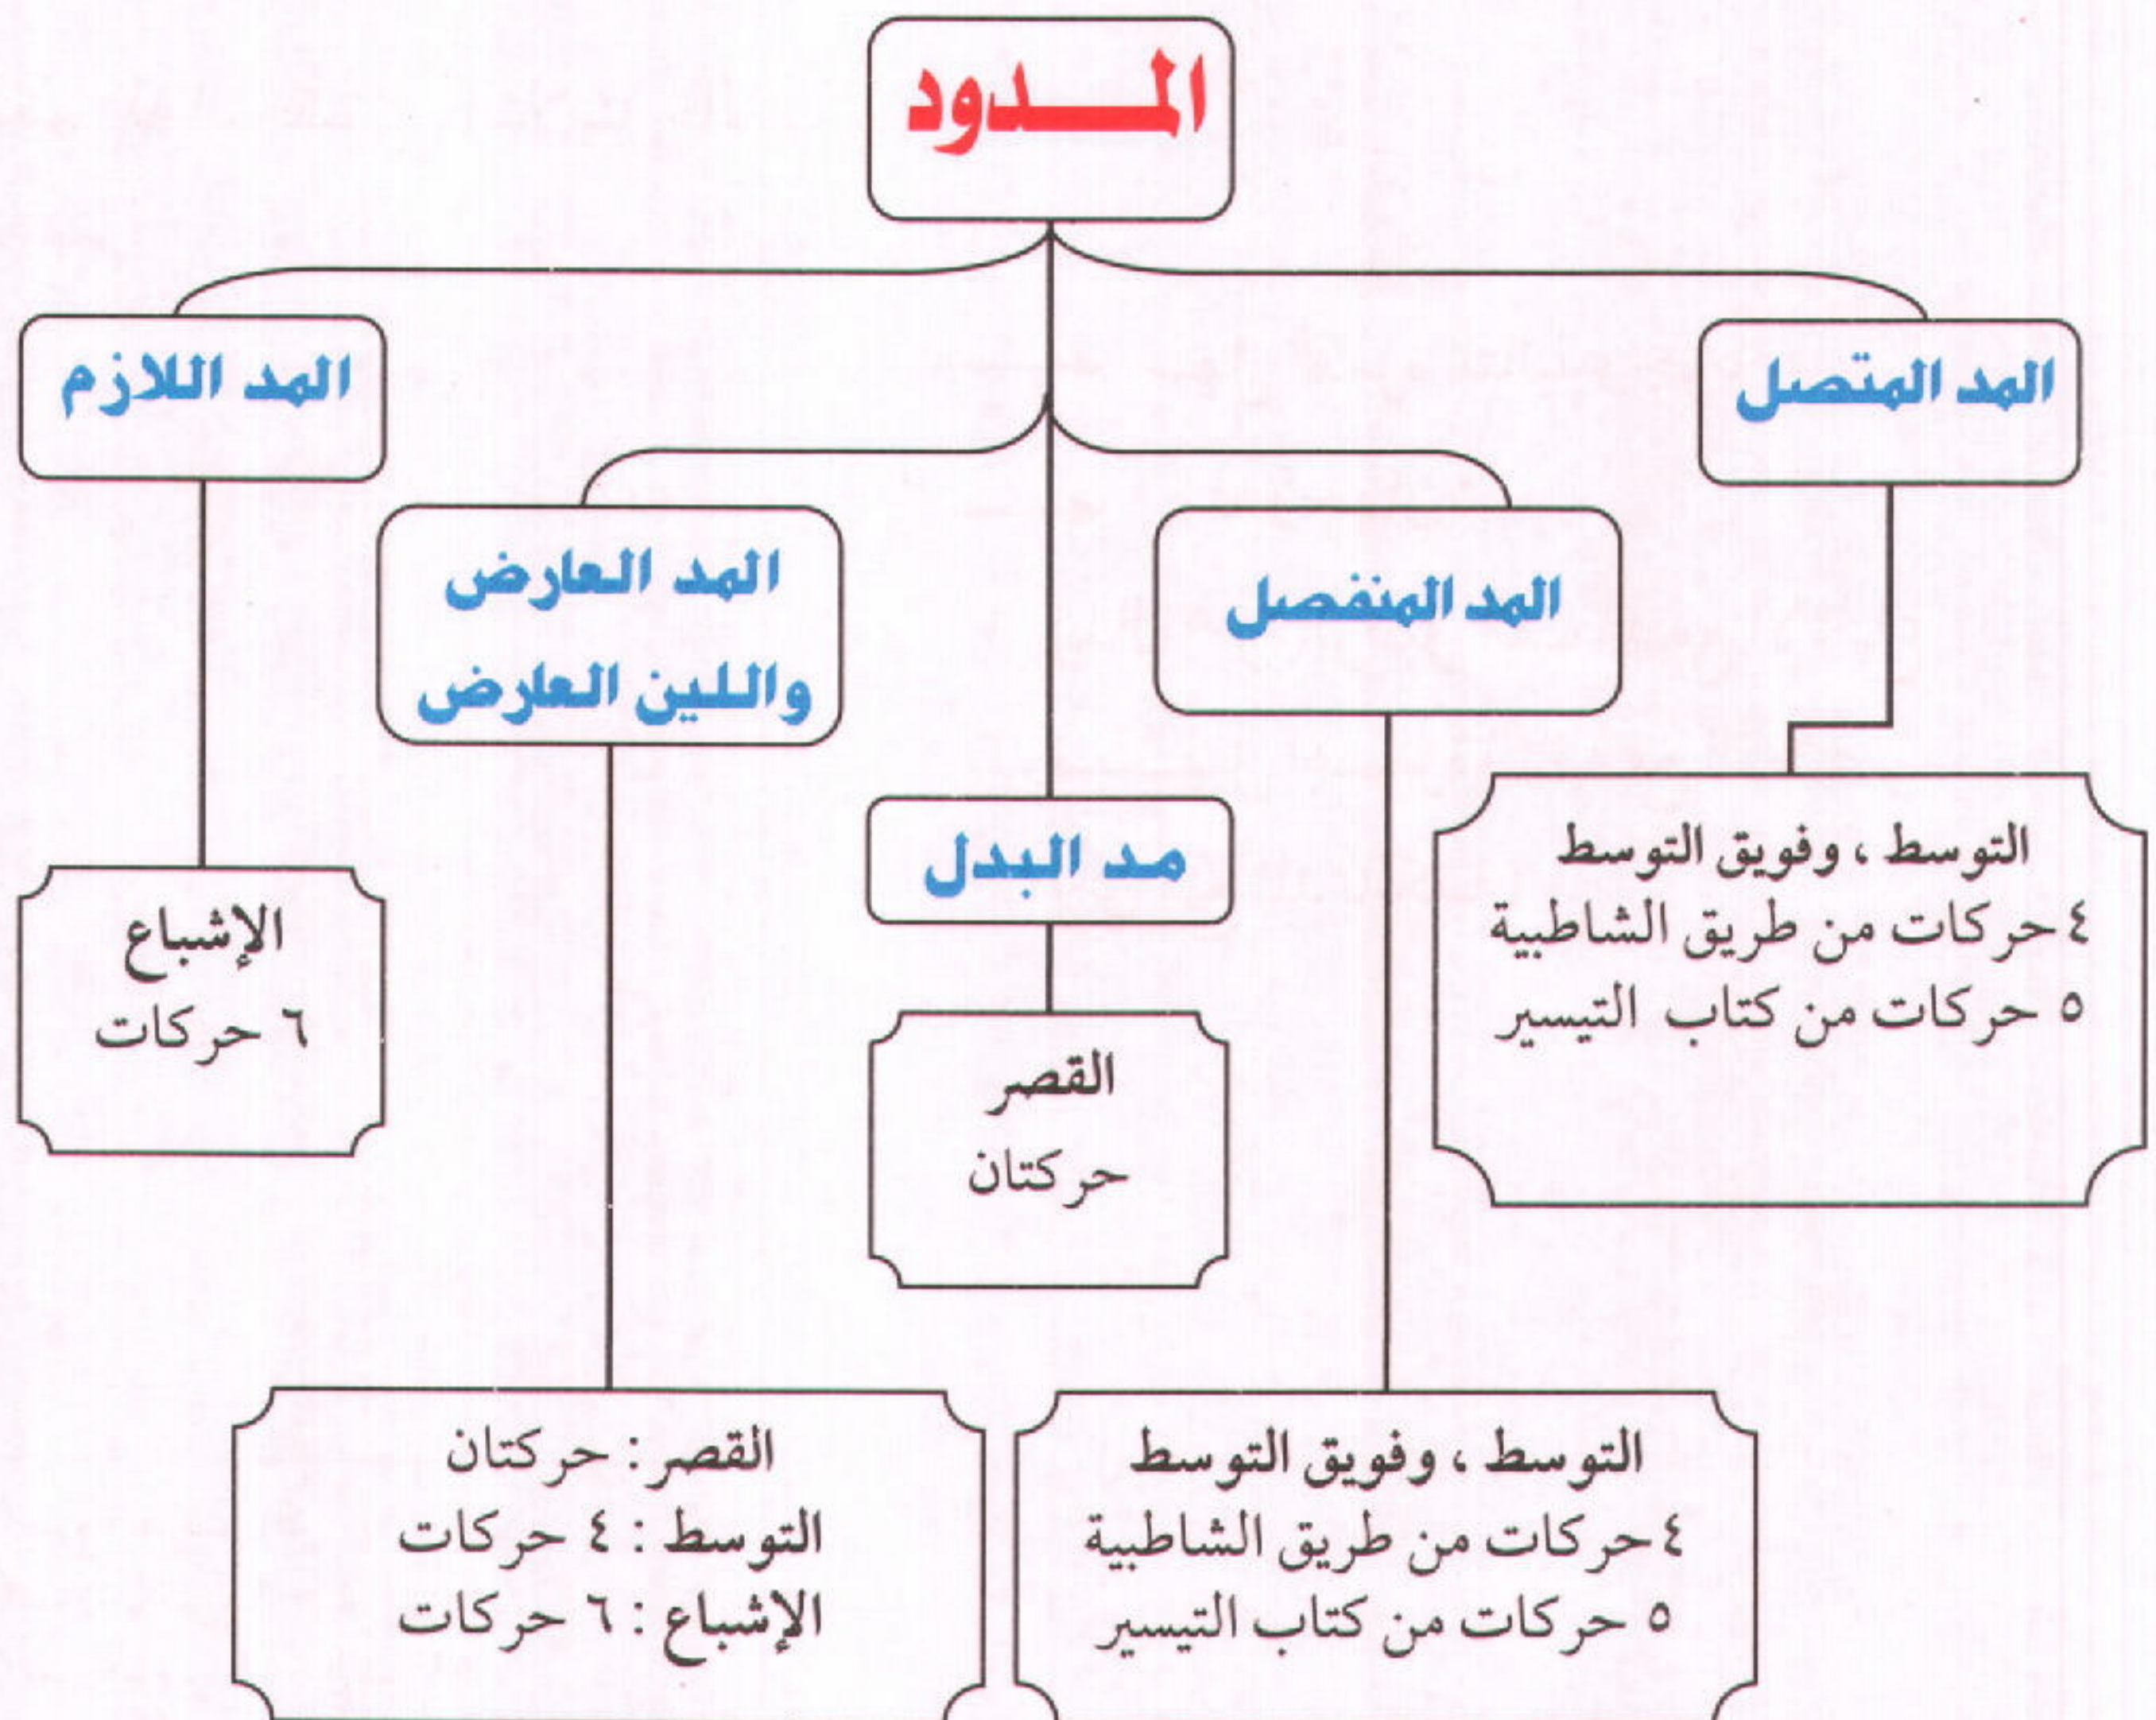 المدود
المد المتصل
المد اللازم
المد المنفصل
المد العارض
واللين العارض
مد البدل
التوسط ، وفويق التوسط
٤ حركات من طريق الشاطبية
٥ حركات من كتاب التيسير
الإشباع
٦ حركات
القصر
حركتان
التوسط ، وفويق التوسط
٤ حركات من طريق الشاطبية
٥ حركات من كتاب التيسير
القصر : حركتان
التوسط : ٤ حركات
الإشباع : ٦ حركات